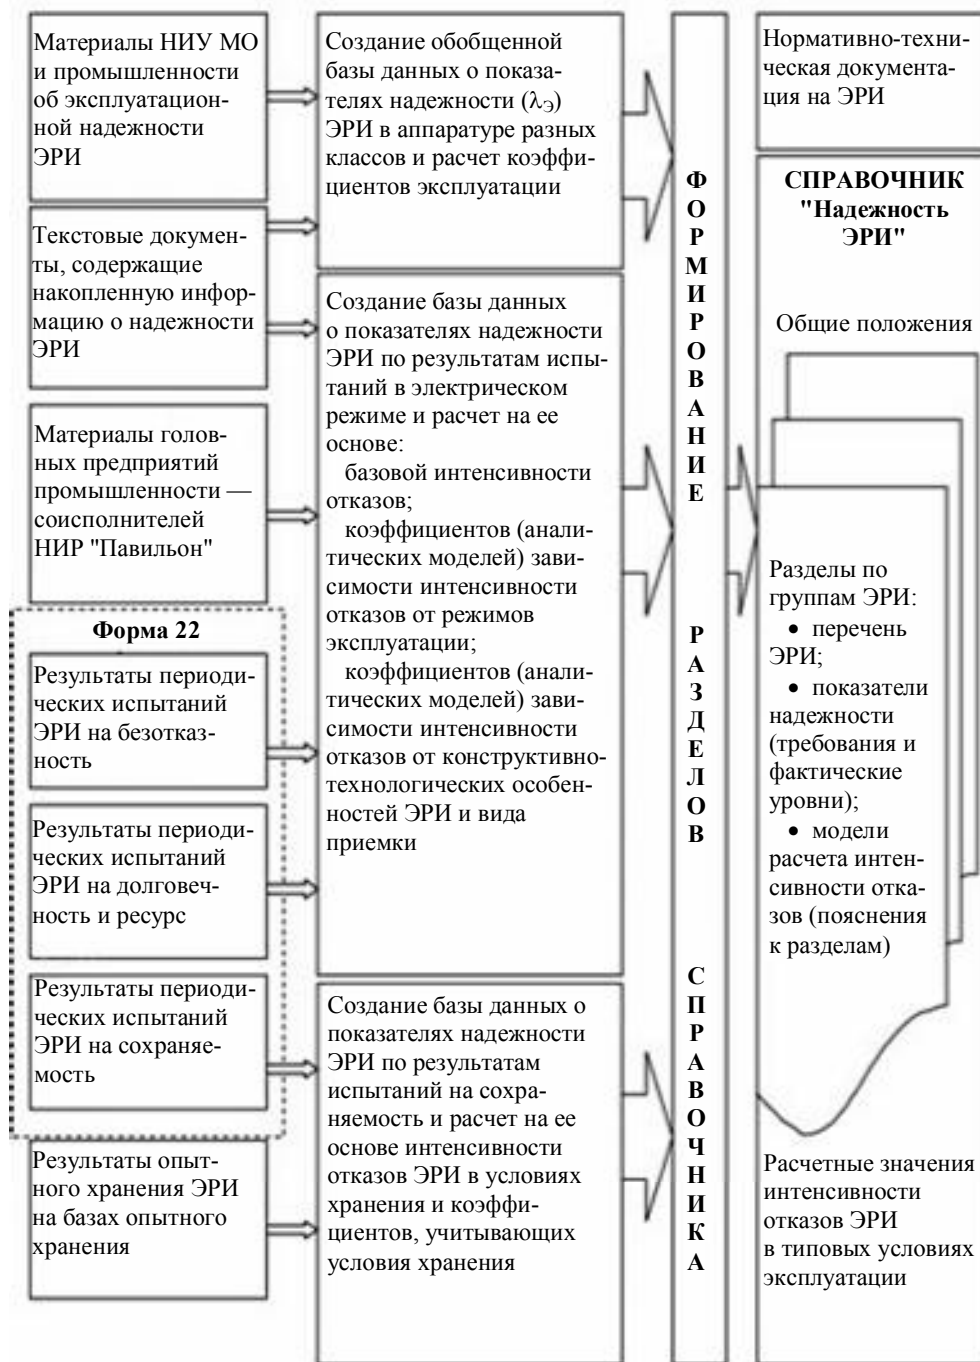 Материалы НИУ МО
и промышленности
об эксплуатацион-
ной надежности
ЭРИ
Текстовые докумен-
ты, содержащие
накопленную инфор-
мацию о надежности
ЭРИ
Материалы голов-
ных предприятий
промышленности —
соисполнителей
НИР "Павильон"
Форма 22
Результаты периоди-
ческих испытаний
ЭРИ на безотказ-
ность
Результаты периоди-
ческих испытаний
ЭРИ на долговеч-
ность и ресурс
Результаты периоди-
ческих испытаний
ЭРИ на сохраняе-
мость
Результаты опыт-
ного хранения ЭРИ
на базах опытного
хранения
Создание обобщенной
базы данных о пока-
зателях надежности (λЭ)
ЭРИ в аппаратуре разных
классов и расчет коэффи-
циентов эксплуатации
Создание базы данных
о показателях надежности
ЭРИ по результатам испы-
таний в электрическом
режиме и расчет на ее
основе:
базовой интенсивности
отказов;
коэффициентов (анали-
тических моделей) зави-
симости интенсивности
отказов от режимов
эксплуатации;
коэффициентов (анали-
тических моделей) зави-
симости интенсивности
отказов от конструктивно-
технологических особен-
ностей ЭРИ и вида
приемки
Создание базы данных о
показателях надежности
ЭРИ по результатам
испытаний на сохра-
няемость и расчет на ее
основе интенсивности
отказов ЭРИ в условиях
хранения и коэффи-
циентов, учитывающих
условия хранения
ФОРМИРОВАНИЕ РАЗДЕЛОВ СПРАВОЧНИКА
Нормативно-техни-
ческая документа-
ция на ЭРИ
СПРАВОЧНИК
"Надежность
ЭРИ"
Общие положения
Разделы по
группам ЭРИ:
• перечень
ЭРИ;
• показатели
надежности
(требования и
фактические
уровни);
• модели
расчета интен-
сивности отка-
зов (пояснения
к разделам)
Расчетные значения
интенсивности
отказов ЭРИ
в типовых условиях
эксплуатации